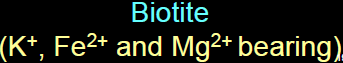 Biotite
(K⁺, Fe²⁺ and Mg²⁺ bearing)